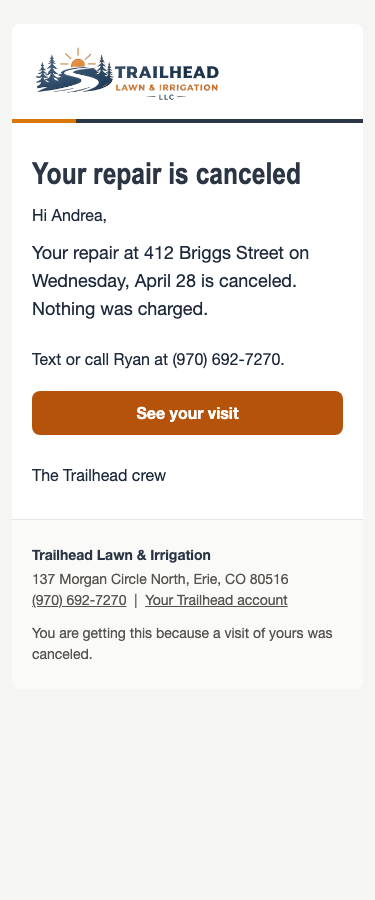 TRAILHEAD
LAWN & IRRIGATION
LLC
Your repair is canceled
Hi Andrea,
Your repair at 412 Briggs Street on
Wednesday, April 28 is canceled.
Nothing was charged.
Text or call Ryan at (970) 692-7270.
See your visit
The Trailhead crew
Trailhead Lawn & Irrigation
137 Morgan Circle North, Erie, CO 80516
(970) 692-7270 | Your Trailhead account
You are getting this because a visit of yours was
canceled.